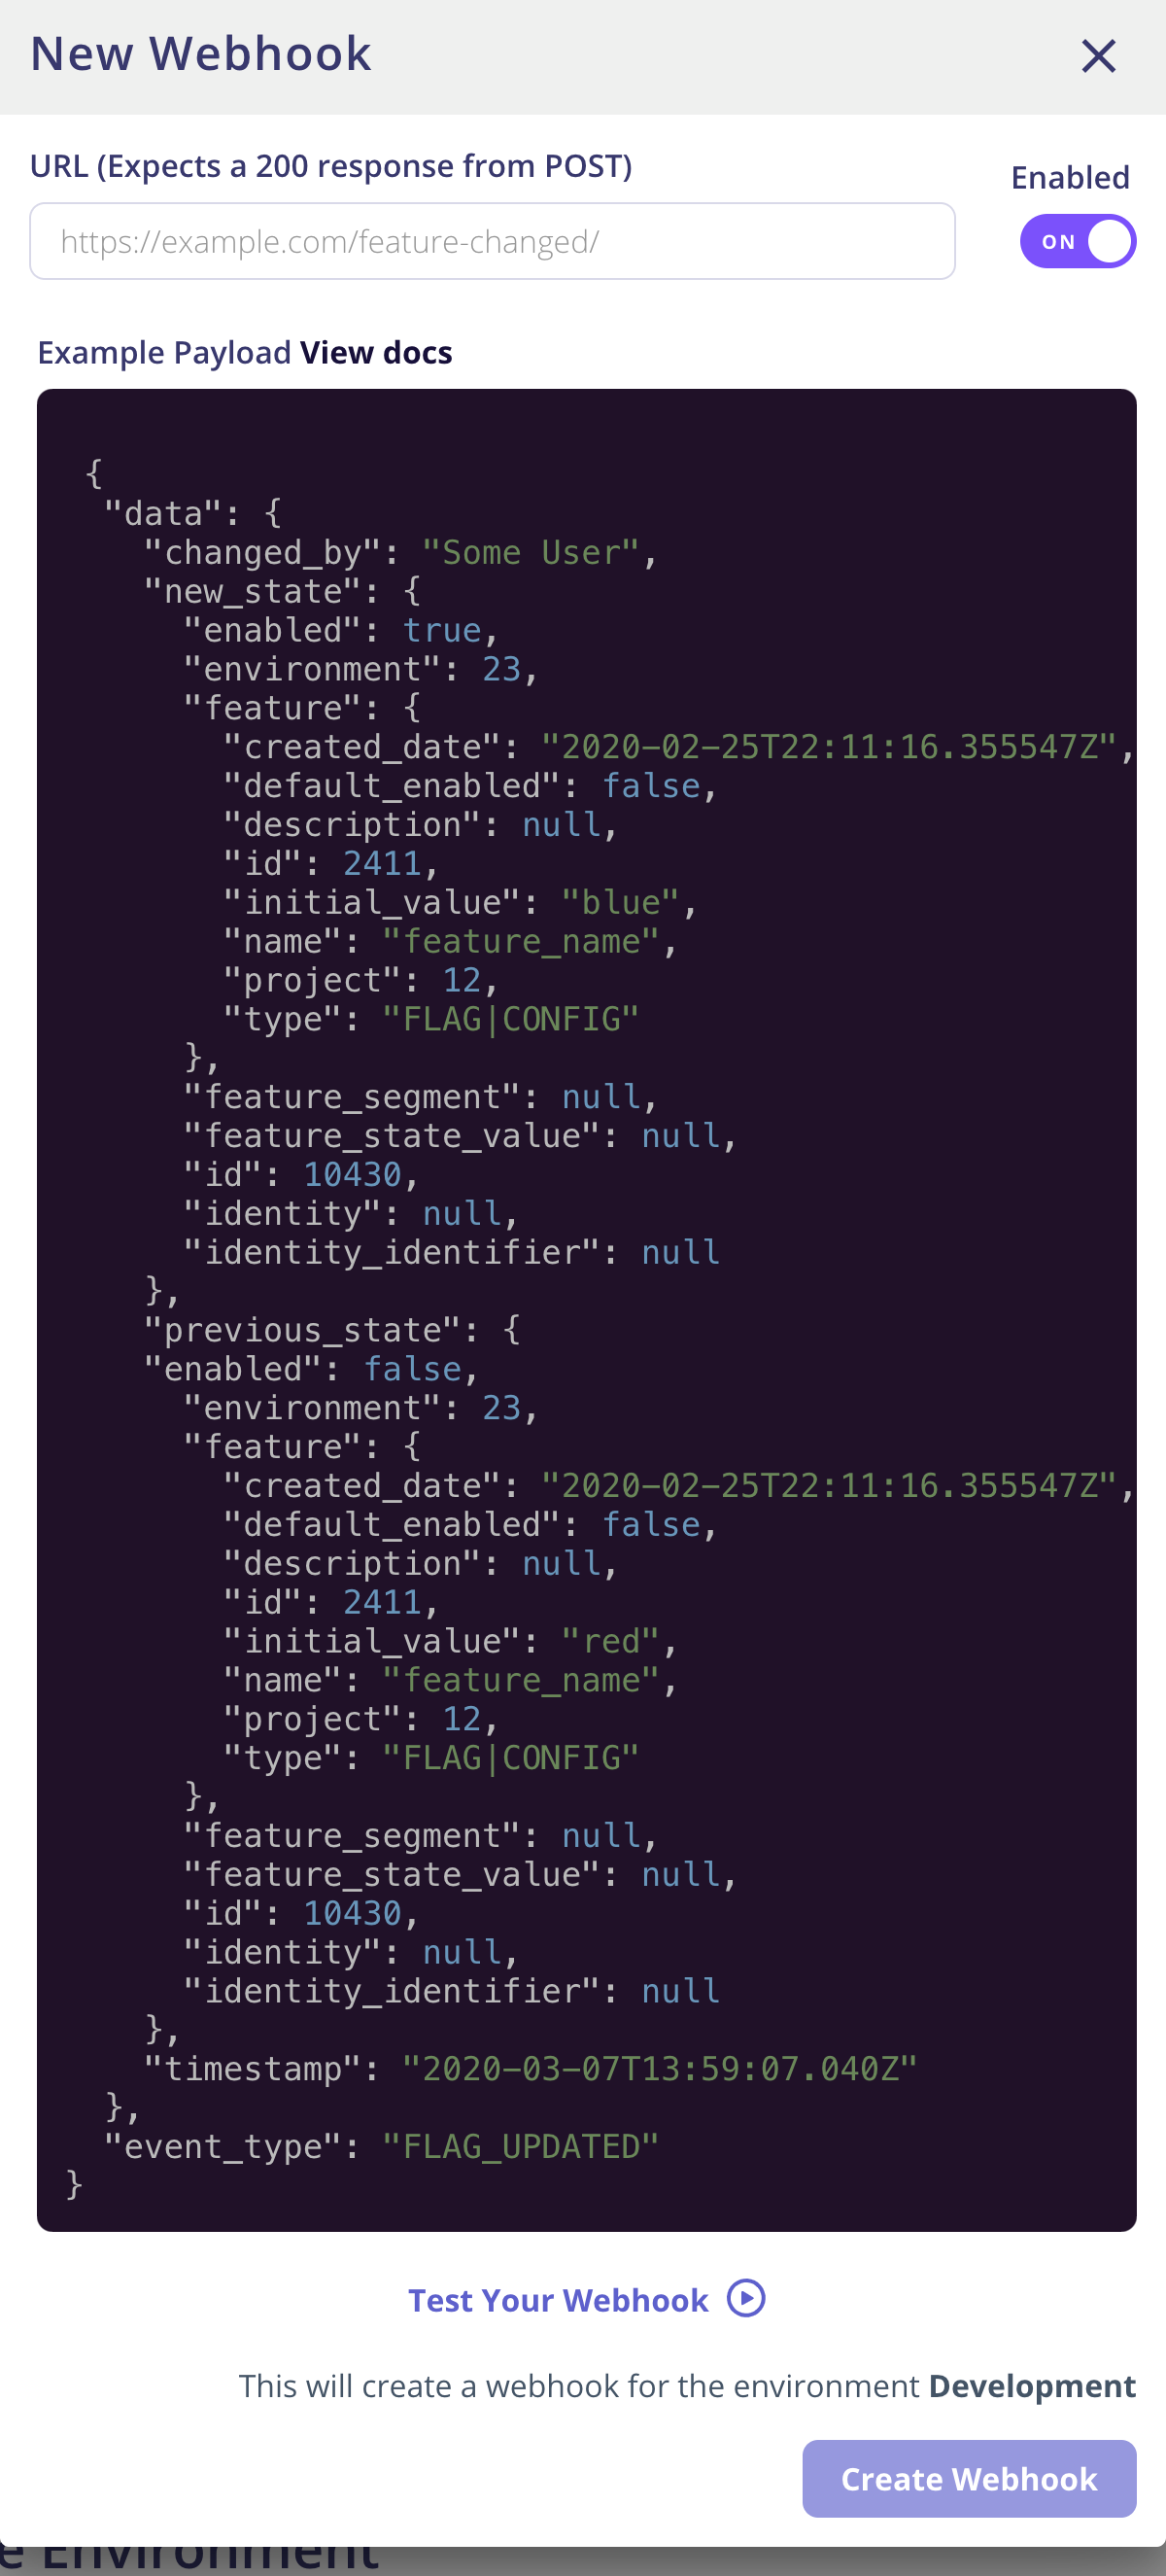 New Webhook
URL (Expects a 200 response from POST)
Enabled
https://example.com/feature-changed/
ON
Example Payload View docs
{
"data": {
"changed_by": "Some User",
"new_state": {
"enabled": true,
"environment": 23,
"feature": {
"created_date": "2020-02-25T22:11:16.355547Z",
"default_enabled": false,
"description": null,
"id": 2411,
"initial_value": "blue",
"name": "feature_name",
"project": 12,
"type": "FLAG|CONFIG"
},
"feature_segment": null,
"feature_state_value": null,
"id": 10430,
"identity": null,
"identity_identifier": null
},
"previous_state": {
"enabled": false,
"environment": 23,
"feature": {
"created_date": "2020-02-25T22:11:16.355547Z",
"default_enabled": false,
"description": null,
"id": 2411,
"initial_value": "red",
"name": "feature_name",
"project": 12,
"type": "FLAG|CONFIG"
},
"feature_segment": null,
"feature_state_value": null,
"id": 10430,
"identity": null,
"identity_identifier": null
},
"timestamp": "2020-03-07T13:59:07.040Z"
},
"event_type": "FLAG_UPDATED"
}
Test Your Webhook
This will create a webhook for the environment Development
Create Webhook
e Environment